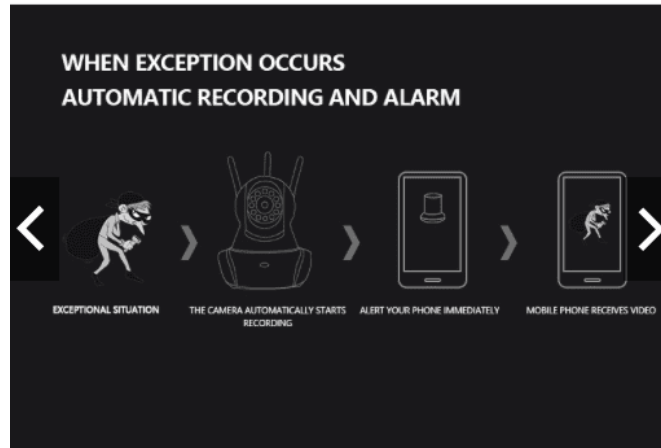 WHEN EXCEPTION OCCURS
AUTOMATIC RECORDING AND ALARM
EXCEPTIONAL SITUATION
THE CAMERA AUTOMATICALLY STARTS
RECORDING
ALERT YOUR PHONE IMMEDIATELY
MOBILE PHONE RECEIVES VIDEO